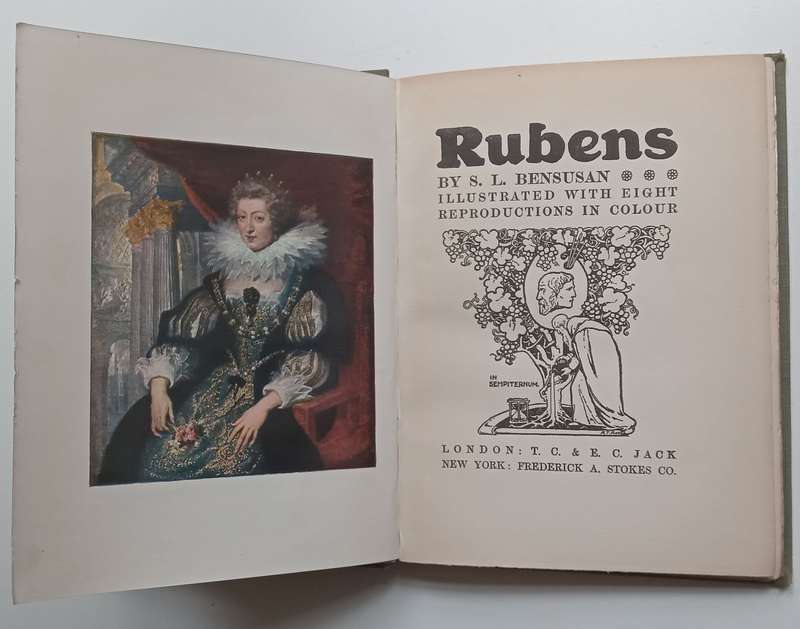 Rubens
BY S. L. BENSUSAN
ILLUSTRATED WITH EIGHT
REPRODUCTIONS IN COLOUR
IN
SEMPITERNUM.
LONDON: T. C. & E. C. JACK
NEW YORK: FREDERICK A. STOKES CO.